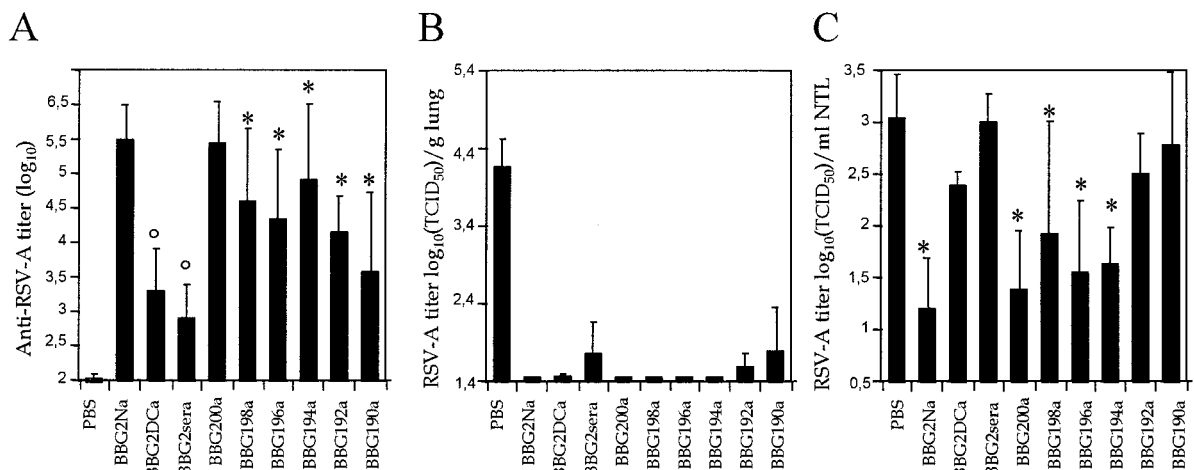 A
Anti-RSV-A titer (log10)
6,5
5,5
5
4,5
4
3,5
3
2,5
2
° ° * * * * *
PBS
BBG2Na
BBG2DCa
BBG2sera
BBG200a
BBG198a
BBG196a
BBG194a
BBG192a
BBG190a
B
RSV-A titer log10(TCID50)/g lung
5,4
4,4
3,4
2,4
1,4
PBS
BBG2Na
BBG2DCa
BBG2sera
BBG200a
BBG198a
BBG196a
BBG194a
BBG192a
BBG190a
C
RSV-A titer log10(TCID50)/ml NTL
3,5
3
2,5
2
1,5
1
0,5
* * * * *
PBS
BBG2Na
BBG2DCa
BBG2sera
BBG200a
BBG198a
BBG196a
BBG194a
BBG192a
BBG190a